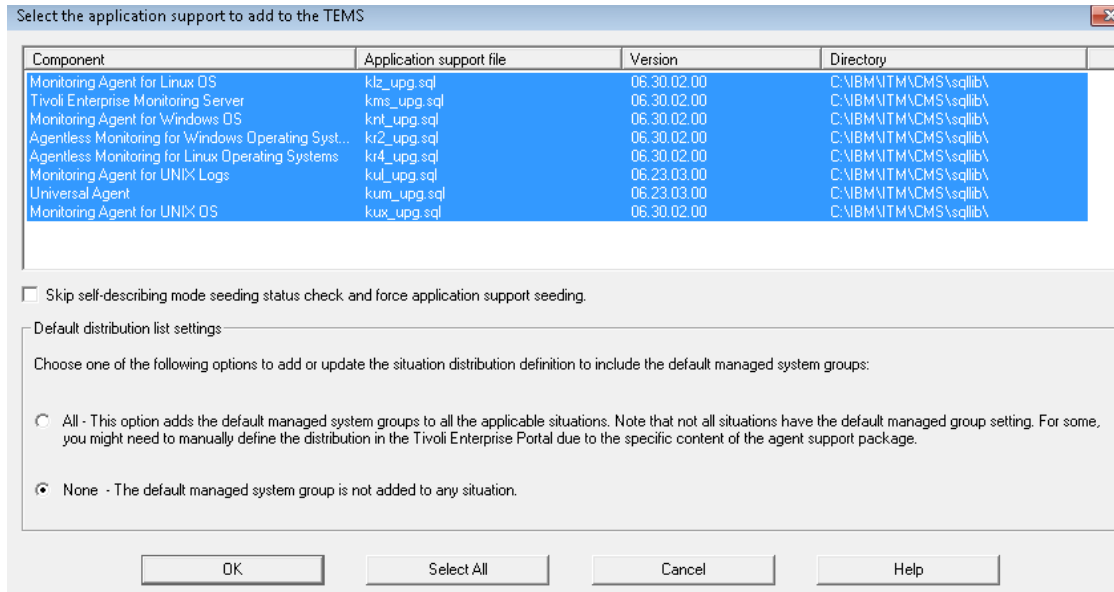 Select the application support to add to the TEMS
Component Application support file Version Directory
Monitoring Agent for Linux OS klz_upg.sql 06.30.02.00 C:\IBM\ITM\CMS\sqllib\
Tivoli Enterprise Monitoring Server kms_upg.sql 06.30.02.00 C:\IBM\ITM\CMS\sqllib\
Monitoring Agent for Windows OS knt_upg.sql 06.30.02.00 C:\IBM\ITM\CMS\sqllib\
Agentless Monitoring for Windows Operating Syst... kr2_upg.sql 06.30.02.00 C:\IBM\ITM\CMS\sqllib\
Agentless Monitoring for Linux Operating Systems kr4_upg.sql 06.30.02.00 C:\IBM\ITM\CMS\sqllib\
Monitoring Agent for UNIX Logs kul_upg.sql 06.23.03.00 C:\IBM\ITM\CMS\sqllib\
Universal Agent kum_upg.sql 06.23.03.00 C:\IBM\ITM\CMS\sqllib\
Monitoring Agent for UNIX OS kux_upg.sql 06.30.02.00 C:\IBM\ITM\CMS\sqllib\
Skip self-describing mode seeding status check and force application support seeding.
Default distribution list settings
Choose one of the following options to add or update the situation distribution definition to include the default managed system groups:
All - This option adds the default managed system groups to all the applicable situations. Note that not all situations have the default managed group setting. For some,
you might need to manually define the distribution in the Tivoli Enterprise Portal due to the specific content of the agent support package.
None - The default managed system group is not added to any situation.
OK Select All Cancel Help